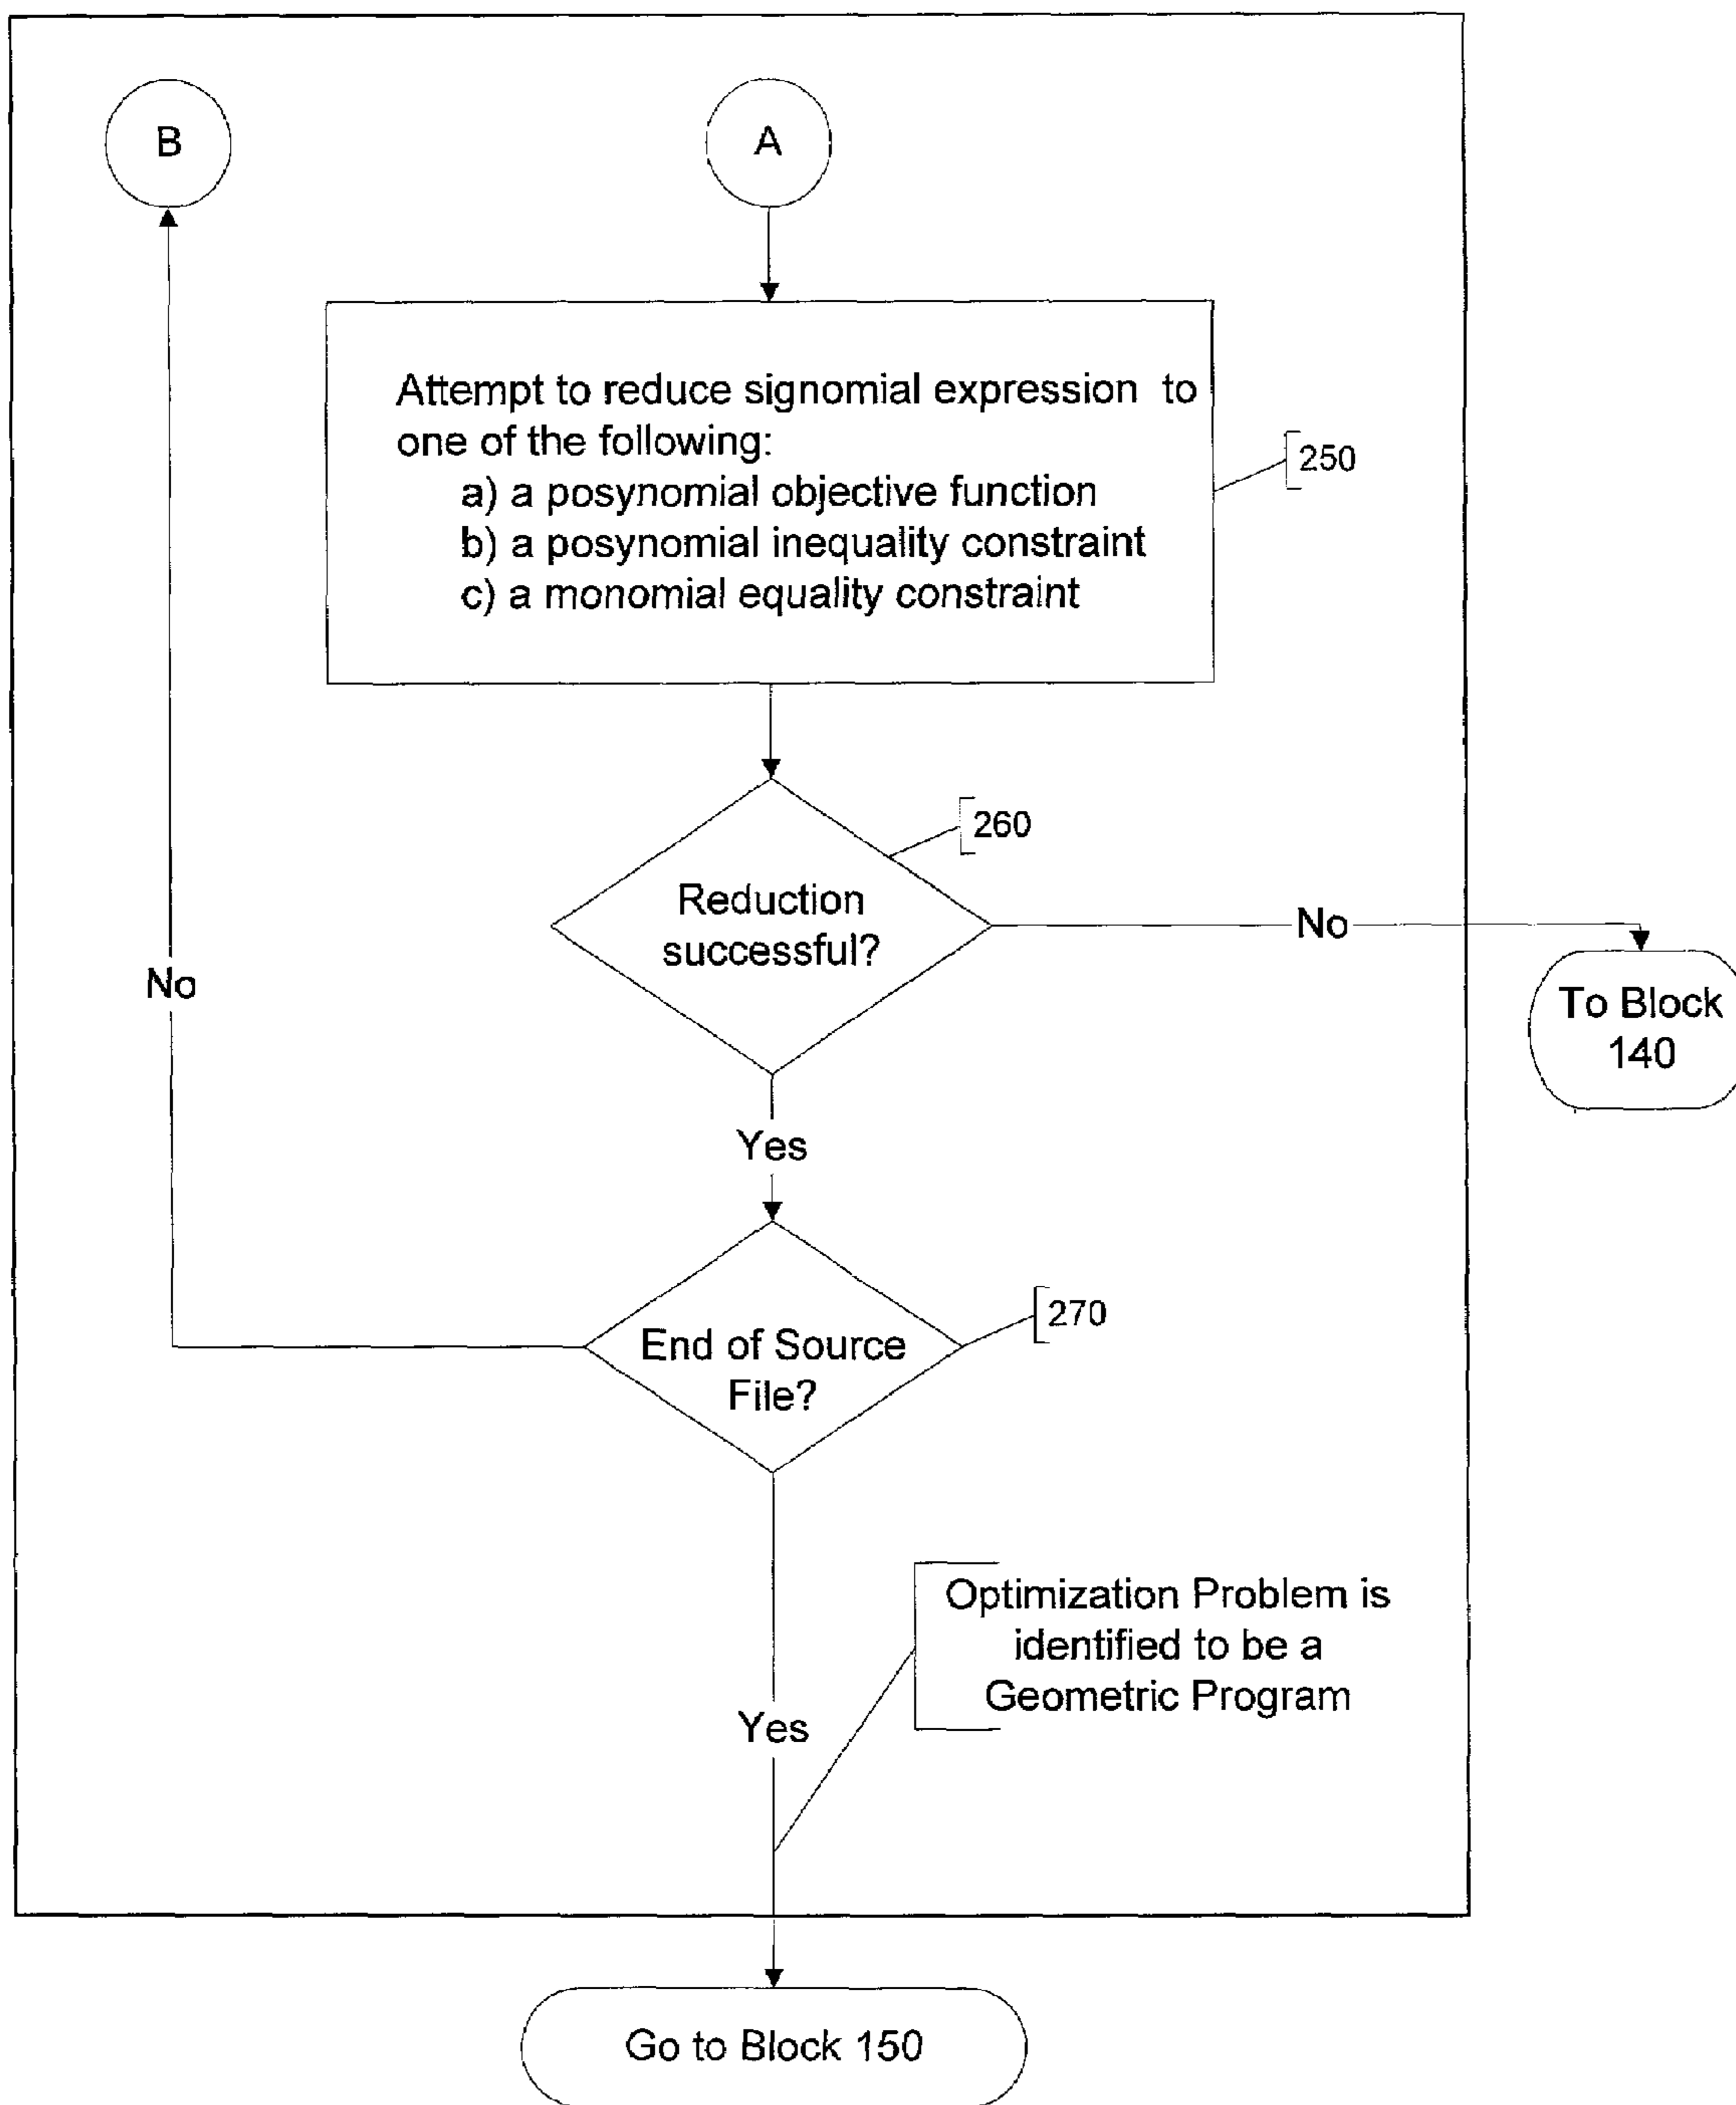 B
A
Attempt to reduce signomial expression to
one of the following:
a) a posynomial objective function
b) a posynomial inequality constraint
c) a monomial equality constraint
250
260
Reduction
successful?
No
To Block
140
No
Yes
270
End of Source
File?
Optimization Problem is
identified to be a
Geometric Program
Yes
Go to Block 150